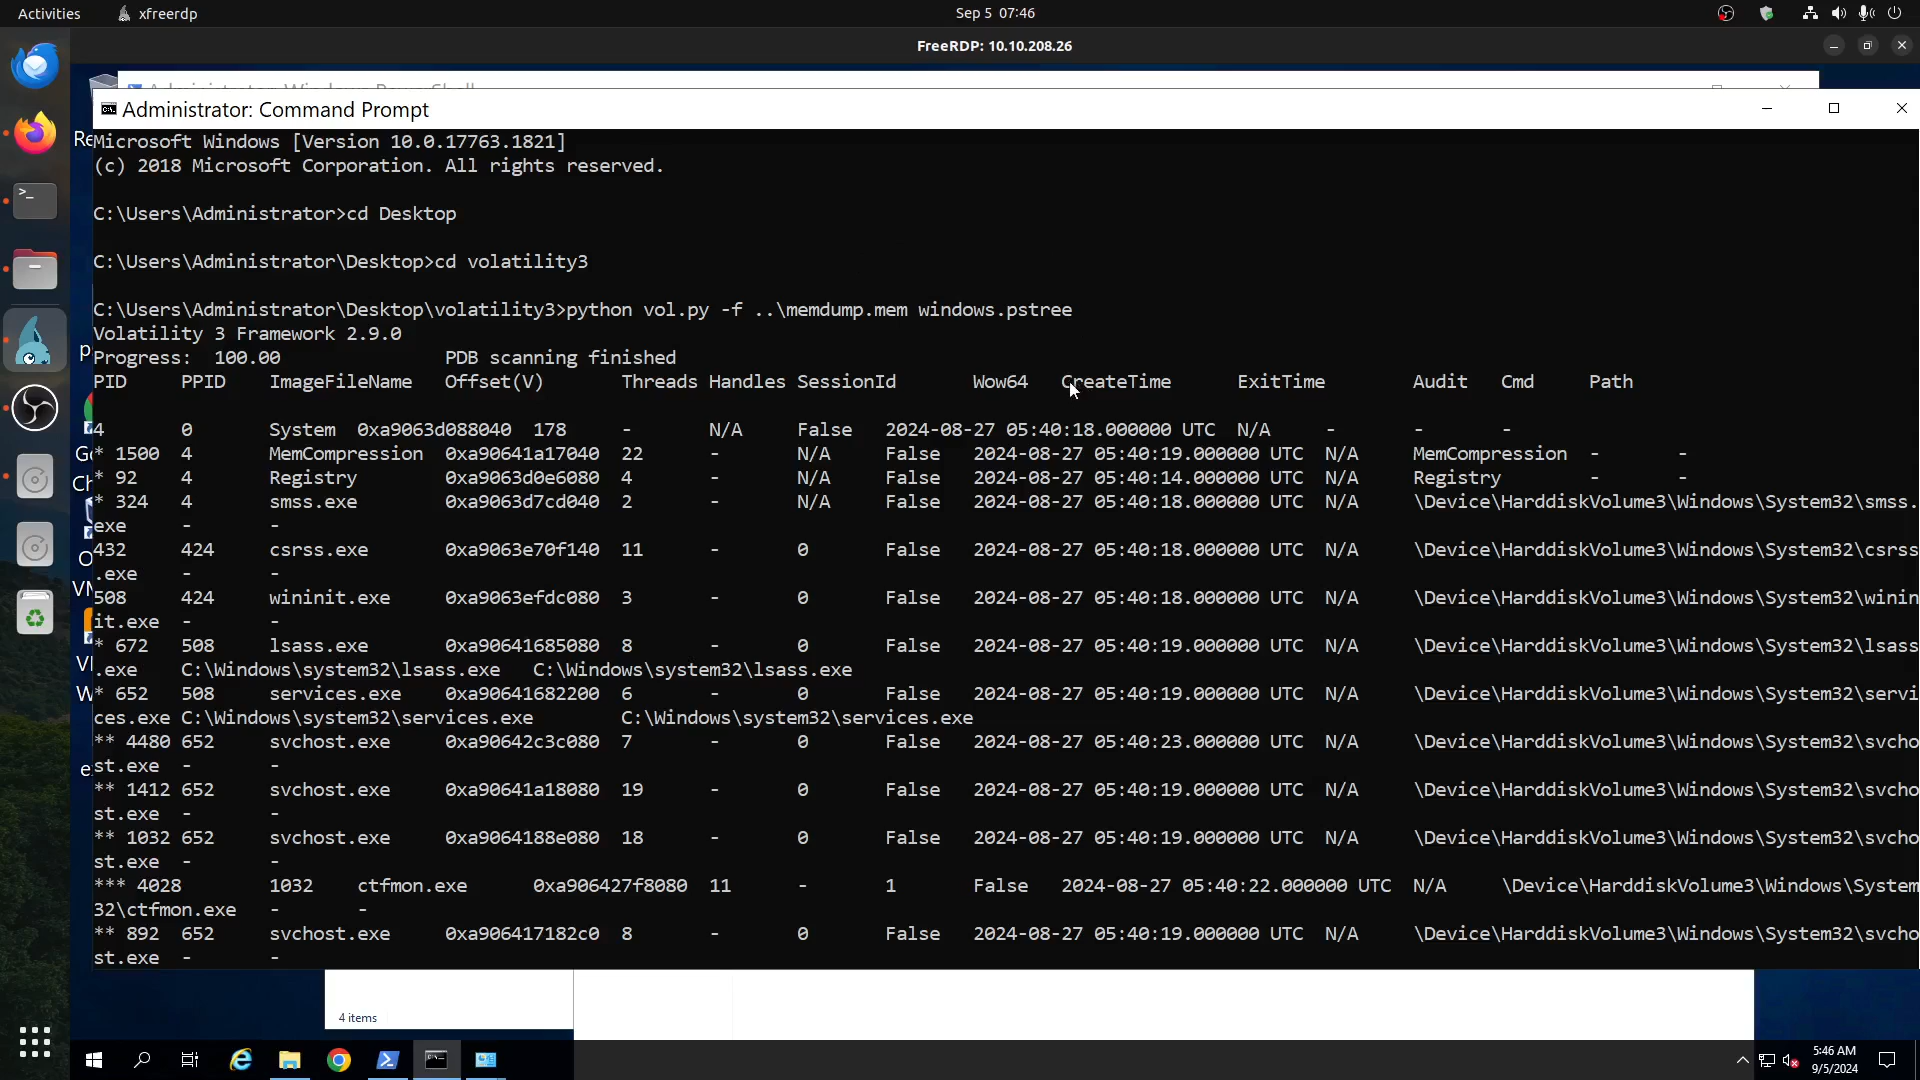 Activities xfreerdp Sep 5 07:46
FreeRDP: 10.10.208.26
Administrator: Windows PowerShell
Administrator: Command Prompt
Re
Microsoft Windows [Version 10.0.17763.1821]
(c) 2018 Microsoft Corporation. All rights reserved.
C:\Users\Administrator>cd Desktop
C:\Users\Administrator\Desktop>cd volatility3
C:\Users\Administrator\Desktop\volatility3>python vol.py -f ..\memdump.mem windows.pstree
Volatility 3 Framework 2.9.0
Progress: 100.00 PDB scanning finished
PID PPID ImageFileName Offset(V) Threads Handles SessionId Wow64 CreateTime ExitTime Audit Cmd Path
4 0 System 0xa9063d088040 178 - N/A False 2024-08-27 05:40:18.000000 UTC N/A - - -
* 1500 4 MemCompression 0xa90641a17040 22 - N/A False 2024-08-27 05:40:19.000000 UTC N/A MemCompression - -
* 92 4 Registry 0xa9063d0e6080 4 - N/A False 2024-08-27 05:40:14.000000 UTC N/A Registry - -
* 324 4 smss.exe 0xa9063d7cd040 2 - N/A False 2024-08-27 05:40:18.000000 UTC N/A \Device\HarddiskVolume3\Windows\System32\smss.
exe - -
432 424 csrss.exe 0xa9063e70f140 11 - 0 False 2024-08-27 05:40:18.000000 UTC N/A \Device\HarddiskVolume3\Windows\System32\csrss
.exe - -
508 424 wininit.exe 0xa9063efdc080 3 - 0 False 2024-08-27 05:40:18.000000 UTC N/A \Device\HarddiskVolume3\Windows\System32\winin
it.exe - -
* 672 508 lsass.exe 0xa90641685080 8 - 0 False 2024-08-27 05:40:19.000000 UTC N/A \Device\HarddiskVolume3\Windows\System32\lsass
.exe C:\Windows\system32\lsass.exe C:\Windows\system32\lsass.exe
* 652 508 services.exe 0xa90641682200 6 - 0 False 2024-08-27 05:40:19.000000 UTC N/A \Device\HarddiskVolume3\Windows\System32\servi
ces.exe C:\Windows\system32\services.exe C:\Windows\system32\services.exe
** 4480 652 svchost.exe 0xa90642c3c080 7 - 0 False 2024-08-27 05:40:23.000000 UTC N/A \Device\HarddiskVolume3\Windows\System32\svcho
st.exe - -
** 1412 652 svchost.exe 0xa90641a18080 19 - 0 False 2024-08-27 05:40:19.000000 UTC N/A \Device\HarddiskVolume3\Windows\System32\svcho
st.exe - -
** 1032 652 svchost.exe 0xa9064188e080 18 - 0 False 2024-08-27 05:40:19.000000 UTC N/A \Device\HarddiskVolume3\Windows\System32\svcho
st.exe - -
*** 4028 1032 ctfmon.exe 0xa906427f8080 11 - 1 False 2024-08-27 05:40:22.000000 UTC N/A \Device\HarddiskVolume3\Windows\System
32\ctfmon.exe - -
** 892 652 svchost.exe 0xa906417182c0 8 - 0 False 2024-08-27 05:40:19.000000 UTC N/A \Device\HarddiskVolume3\Windows\System32\svcho
st.exe - -
4 items
5:46 AM
9/5/2024